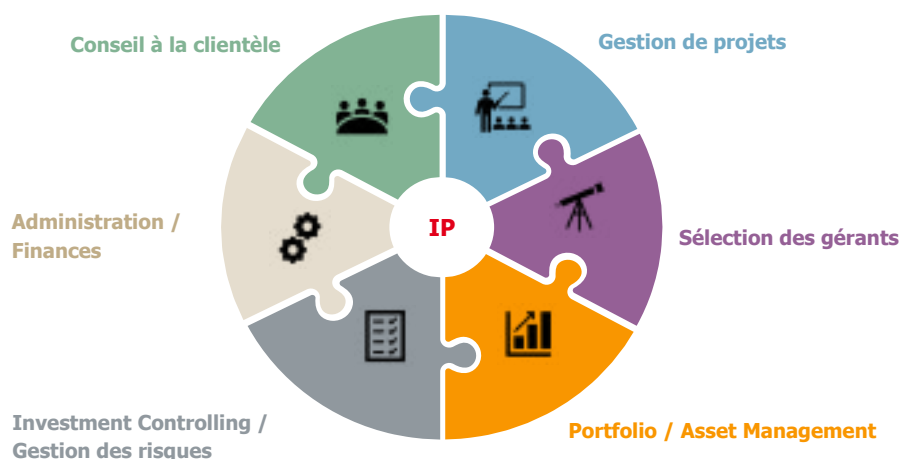 Conseil à la clientèle
Gestion de projets
Administration /
Finances
IP
Sélection des gérants
Investment Controlling /
Gestion des risques
Portfolio / Asset Management